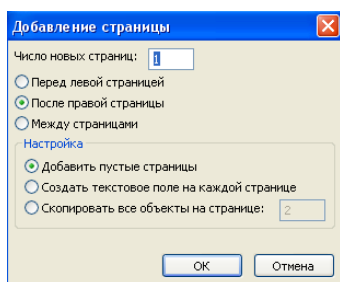 Добавление страницы
Число новых страниц: 1
Перед левой страницей
После правой страницы
Между страницами
Настройка
Добавить пустые страницы
Создать текстовое поле на каждой странице
Скопировать все объекты на странице: 2
ОК Отмена